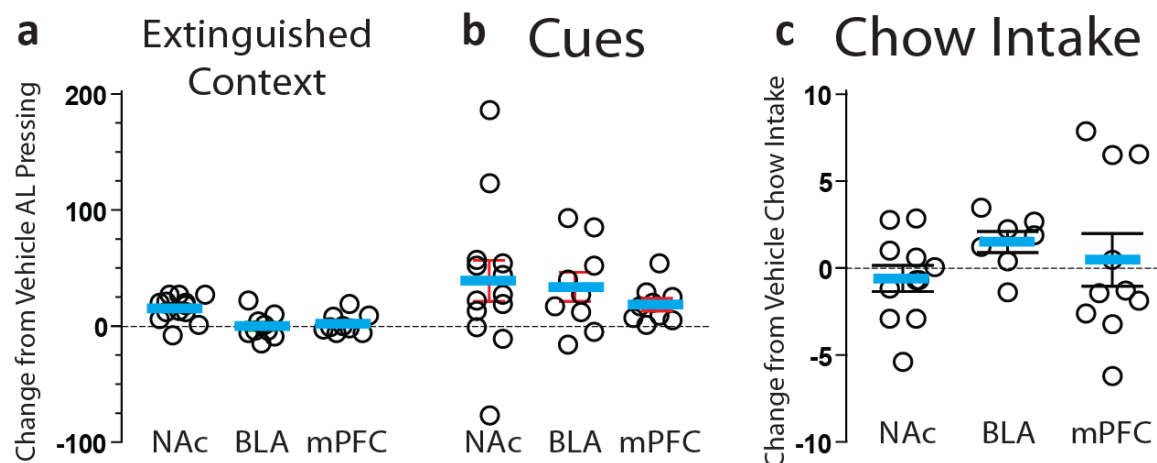 a
Extinguished
Context
b
Cues
c
Chow Intake
Change from Vehicle AL Pressing
200
100
0
-100
NAc
BLA
mPFC
NAc
BLA
mPFC
Change from Vehicle Chow Intake
10
5
0
-5
-10
NAc
BLA
mPFC